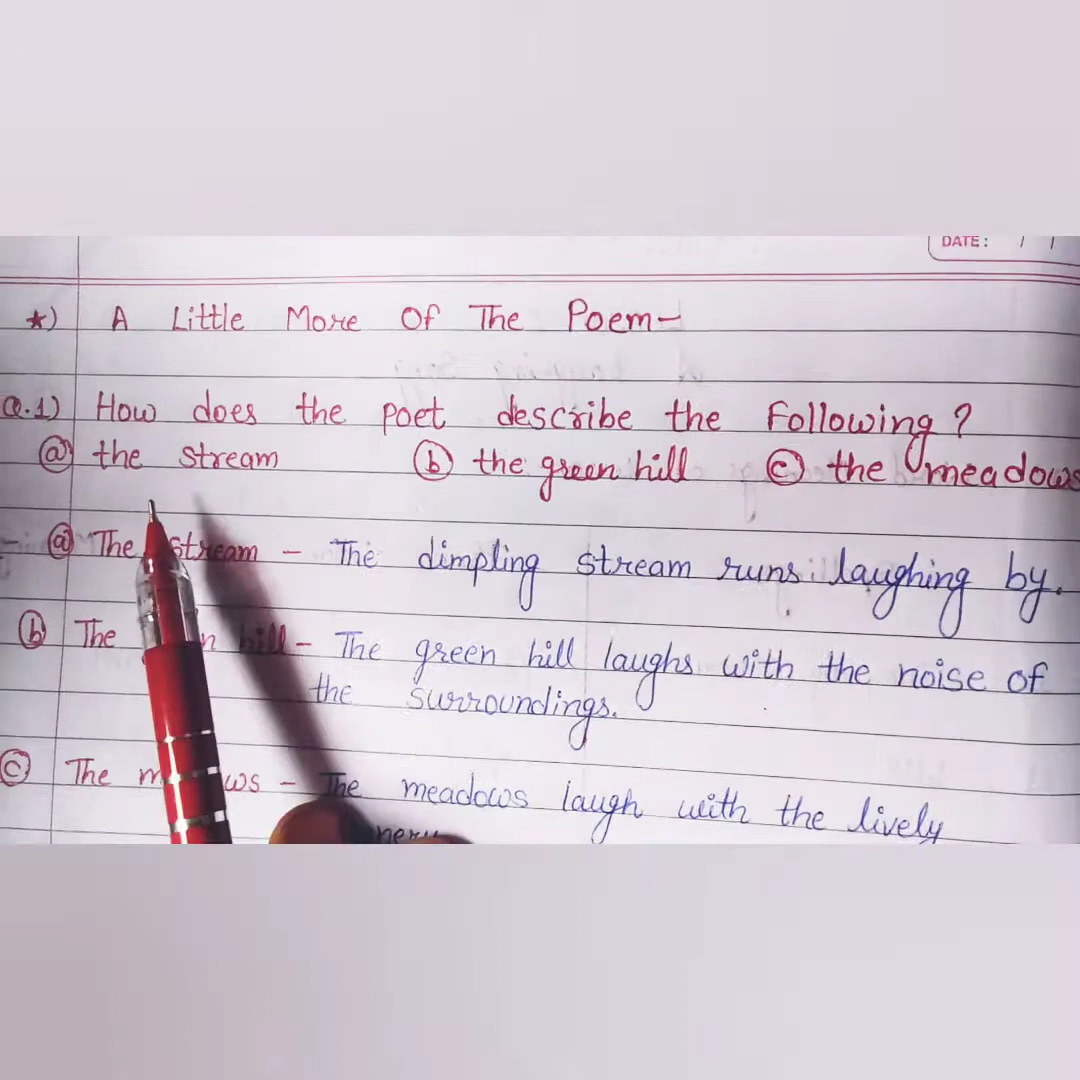 DATE: / /
*) A Little More Of The Poem-
Q.1) How does the poet describe the Following?
(a) the stream (b) the green hill (c) the meadows
(a) The stream - The dimpling stream runs laughing by.
(b) The hill - The green hill laughs with the noise of
the surroundings.
(c) The - The meadows laugh with the lively